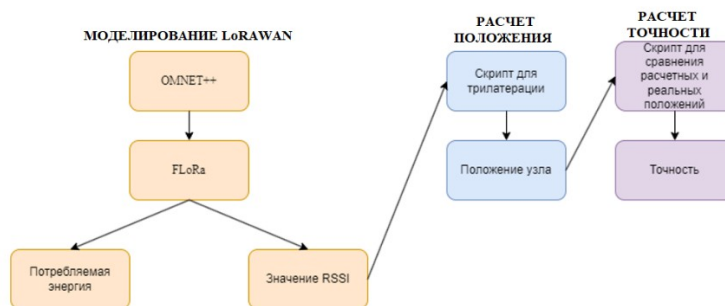 МОДЕЛИРОВАНИЕ LoRAWAN
OMNET++
FLoRa
Потребляемая
энергия
Значение RSSI
РАСЧЕТ
ПОЛОЖЕНИЯ
Скрипт для
трилатерации
Положение узла
РАСЧЕТ
ТОЧНОСТИ
Скрипт для
сравнения
расчетных и
реальных
положений
Точность